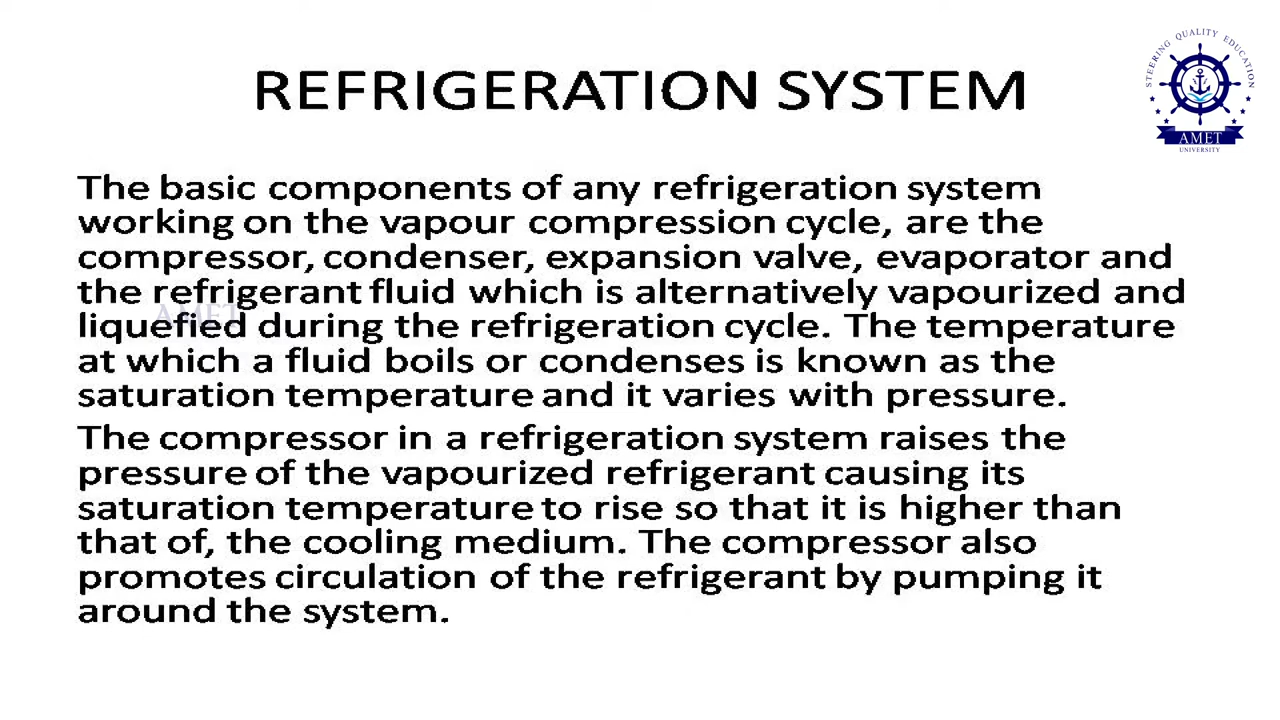 REFRIGERATION SYSTEM
STEERING QUALITY EDUCATION
AMET
UNIVERSITY
The basic components of any refrigeration system
working on the vapour compression cycle, are the
compressor, condenser, expansion valve, evaporator and
the refrigerant fluid which is alternatively vapourized and
AMET
liquefied during the refrigeration cycle. The temperature
at which a fluid boils or condenses is known as the
saturation temperature and it varies with pressure.
The compressor in a refrigeration system raises the
pressure of the vapourized refrigerant causing its
saturation temperature to rise so that it is higher than
that of, the cooling medium. The compressor also
promotes circulation of the refrigerant by pumping it
around the system.